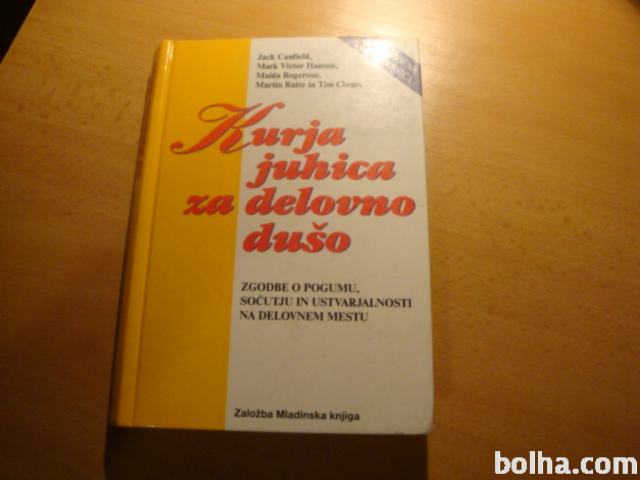 Jack Canfield,
Mark Victor Hansen,
Maida Rogerson,
Martin Rutte in Tim Clauss
Kurja
juhica
za delovno
dušo
ZGODBE O POGUMU,
SOČUTJU IN USTVARJALNOSTI
NA DELOVNEM MESTU
Založba Mladinska knjiga
bolha.com